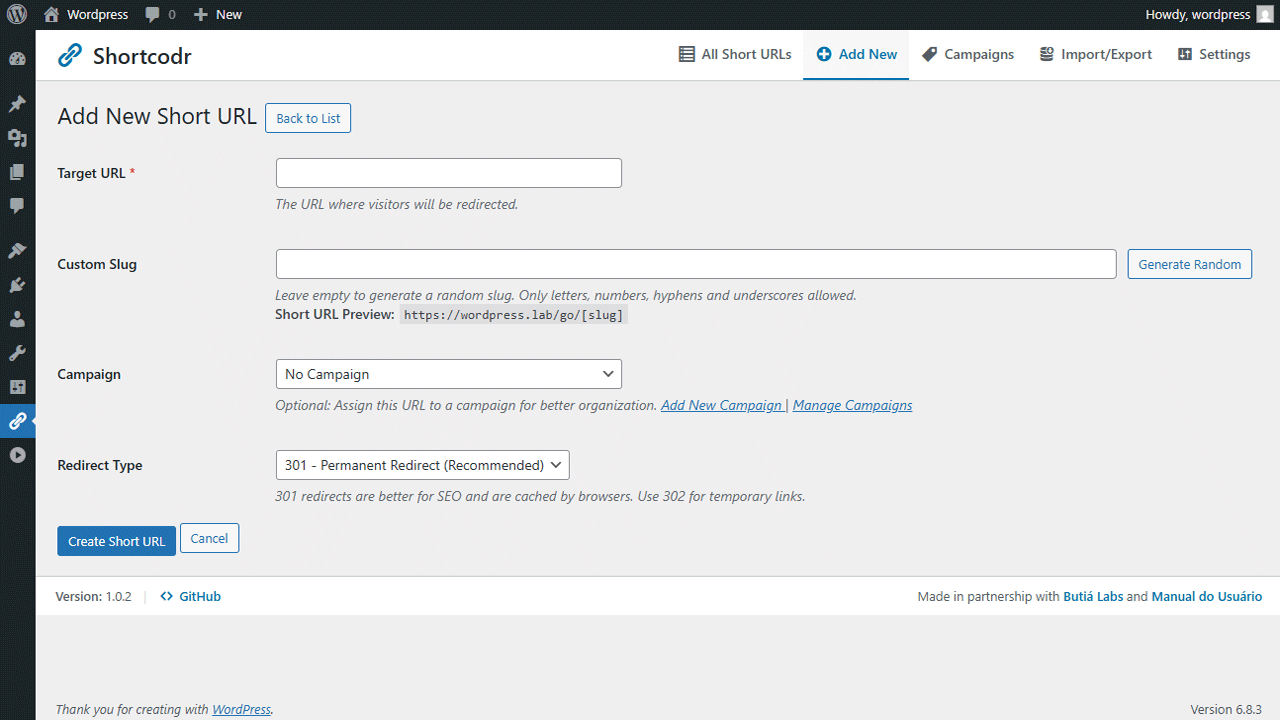 Wordpress 0 New Howdy, wordpress
Shortcodr All Short URLs Add New Campaigns Import/Export Settings
Add New Short URL Back to List
Target URL *
The URL where visitors will be redirected.
Custom Slug Generate Random
Leave empty to generate a random slug. Only letters, numbers, hyphens and underscores allowed.
Short URL Preview: https://wordpress.lab/go/[slug]
Campaign No Campaign
Optional: Assign this URL to a campaign for better organization. Add New Campaign | Manage Campaigns
Redirect Type 301 - Permanent Redirect (Recommended)
301 redirects are better for SEO and are cached by browsers. Use 302 for temporary links.
Create Short URL Cancel
Version: 1.0.2 | GitHub Made in partnership with Butiá Labs and Manual do Usuário
Thank you for creating with WordPress. Version 6.8.3